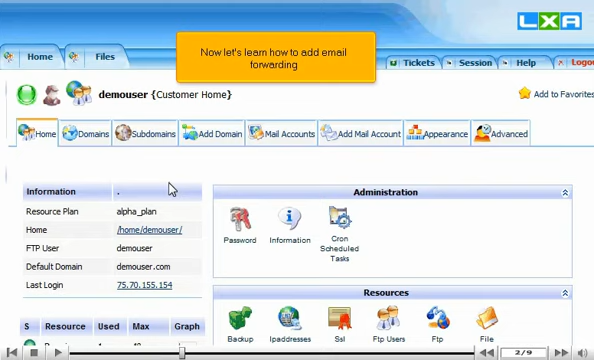 LXA
Now let's learn how to add email
forwarding
Home
Files
Tickets
Session
Help
Logou
demouser {Customer Home}
Add to Favorites
Home
Domains
Subdomains
Add Domain
Mail Accounts
Add Mail Account
Appearance
Advanced
Information
.
Resource Plan
alpha_plan
Home
/home/demouser/
FTP User
demouser
Default Domain
demouser.com
Last Login
75.70.155.154
S
Resource
Used
Max
Graph
Administration
Password
Information
Cron
Scheduled
Tasks
Resources
Backup
Ipaddresses
Ssl
Ftp Users
Ftp
File
2/9